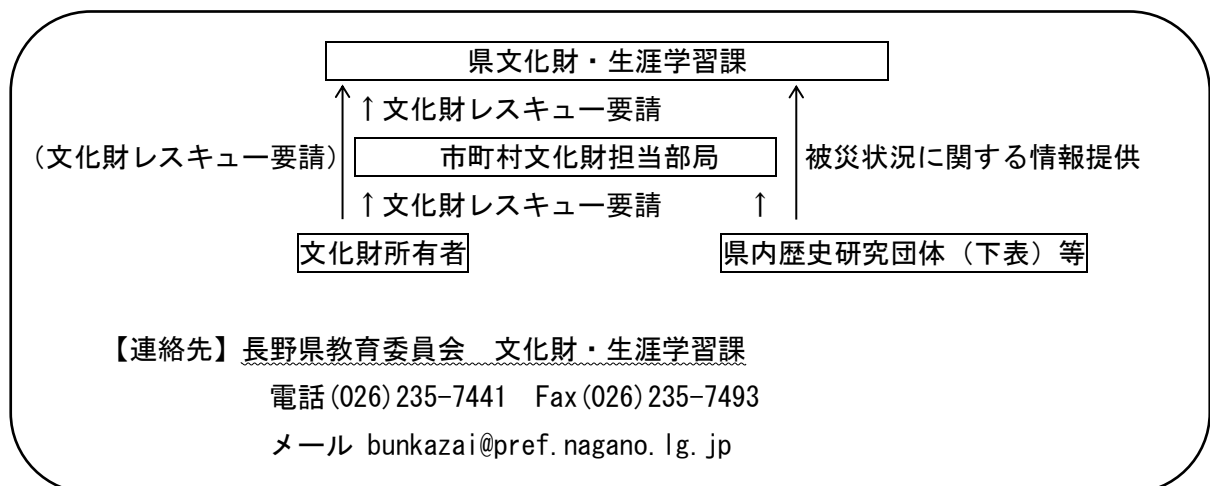 県文化財・生涯学習課
↑文化財レスキュー要請
(文化財レスキュー要請) 市町村文化財担当部局 被災状況に関する情報提供
↑文化財レスキュー要請 ↑
文化財所有者 県内歴史研究団体（下表）等
【連絡先】長野県教育委員会　文化財・生涯学習課
電話(026)235-7441　Fax(026)235-7493
メール bunkazai@pref.nagano.lg.jp